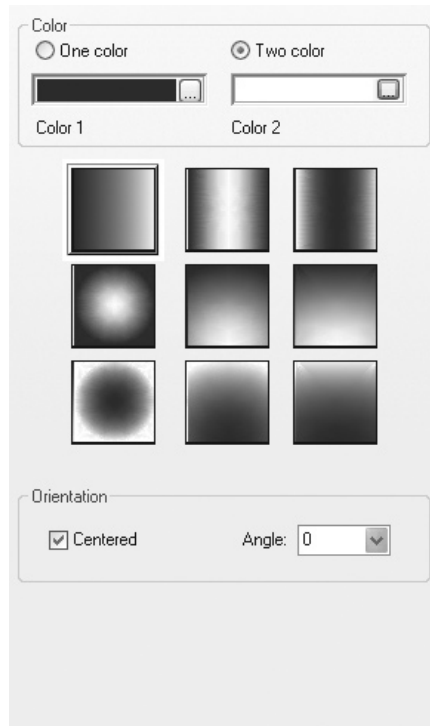 Color
One color Two color
... ...
Color 1 Color 2
Orientation
Centered Angle: 0